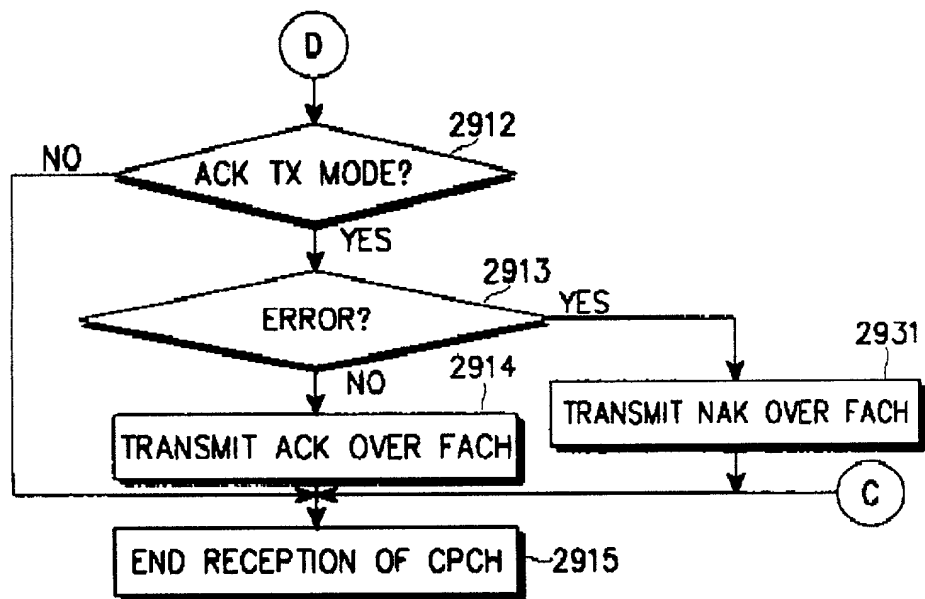 D
2912
NO
ACK TX MODE?
YES
2913
ERROR?
YES
2931
2914
NO
TRANSMIT ACK OVER FACH
TRANSMIT NAK OVER FACH
C
END RECEPTION OF CPCH
2915